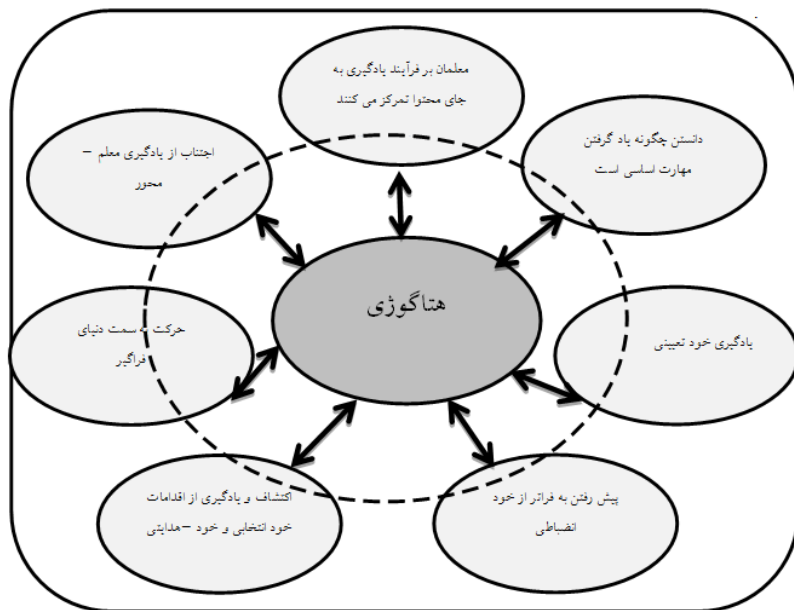 معلمان بر فرآیند یادگیری به
جای محتوا تمرکز می کنند
دانستن چگونه یاد گرفتن
مهارت اساسی است
اجتناب از یادگیری معلم –
محور
هتاگوژی
یادگیری خود تعیینی
حرکت به سمت دنیای
فراگیر
پیش رفتن به فراتر از خود
انضباطی
اکتشاف و یادگیری از اقدامات
خود انتخابی و خود –هدایتی